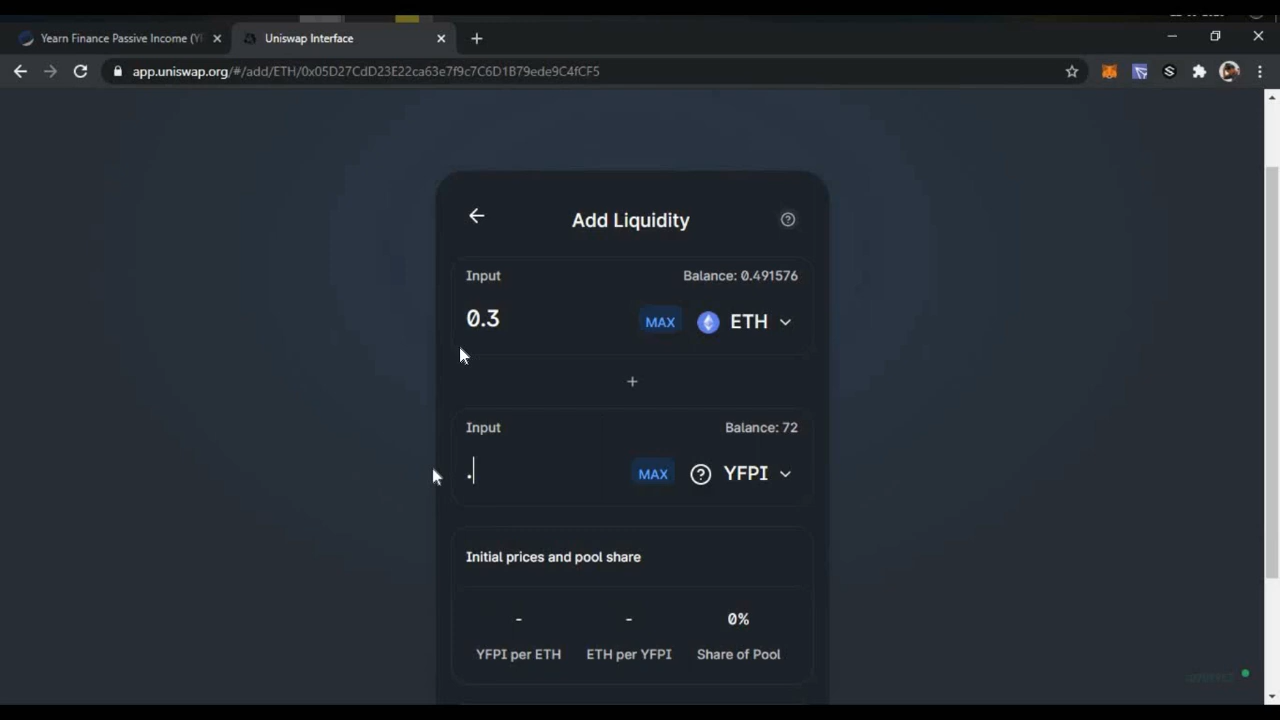 Yearn Finance Passive Income (Y
Uniswap Interface
app.uniswap.org/#/add/ETH/0x05D27CdD23E22ca63e7f9c7C6D1B79ede9C4fCF5
Add Liquidity
Input
Balance: 0.491576
0.3
MAX
ETH
+
Input
Balance: 72
.
MAX
YFPI
Initial prices and pool share
-
-
0%
YFPI per ETH
ETH per YFPI
Share of Pool